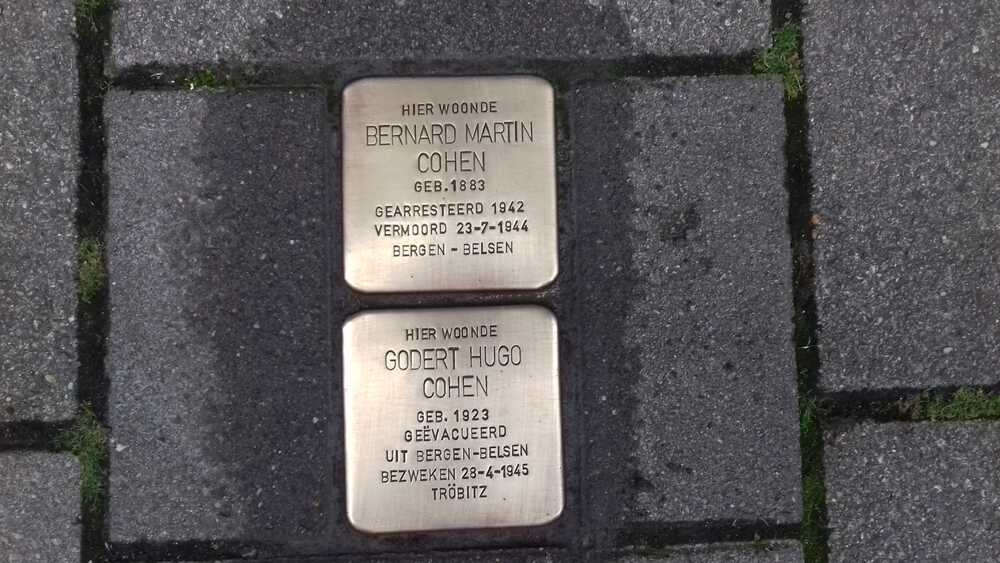 HIER WOONDE
BERNARD MARTIN
COHEN
GEB.1883
GEARRESTEERD 1942
VERMOORD 23-7-1944
BERGEN - BELSEN
HIER WOONDE
GODERT HUGO
COHEN
GEB. 1923
GEËVACUEERD
UIT BERGEN-BELSEN
BEZWEKEN 28-4-1945
TRÖBITZ